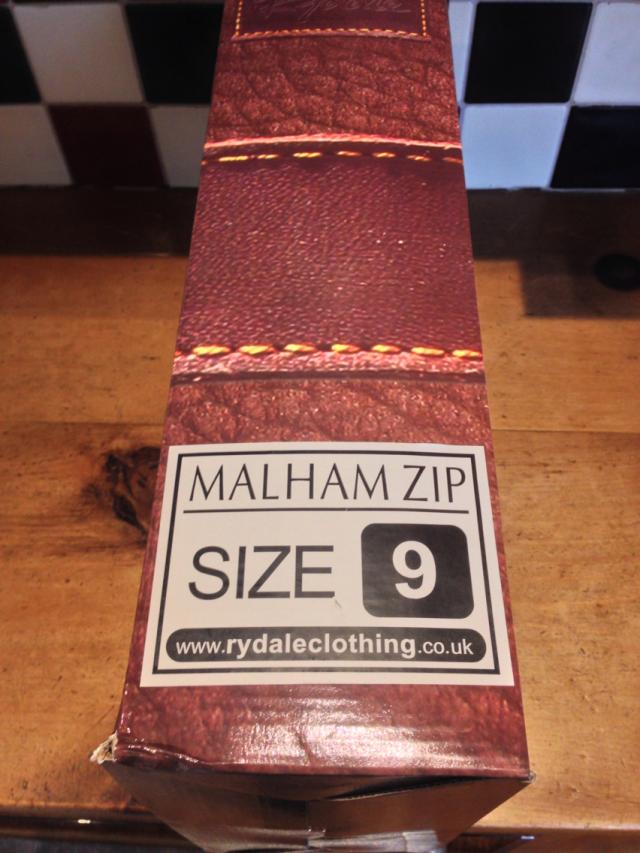 MALHAM ZIP
SIZE 9
www.rydaleclothing.co.uk